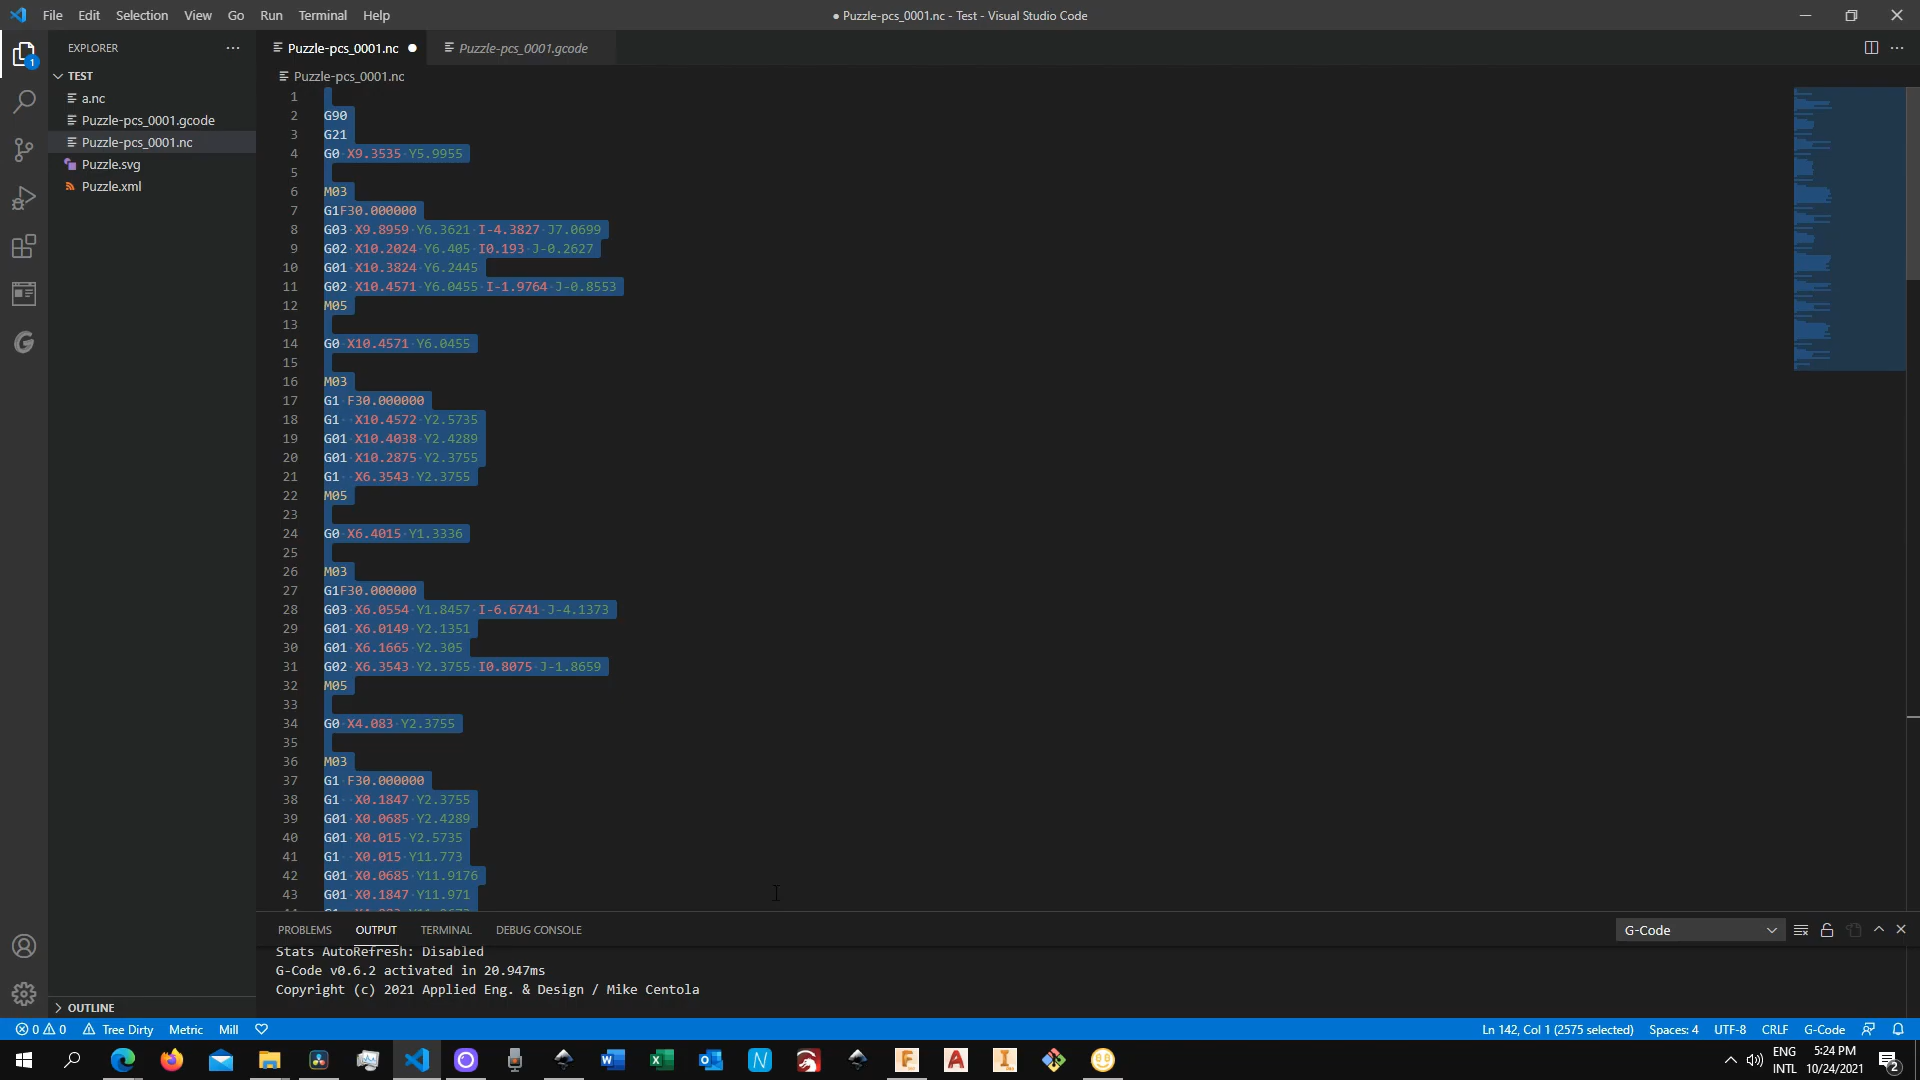 File Edit Selection View Go Run Terminal Help
● Puzzle-pcs_0001.nc - Test - Visual Studio Code
EXPLORER
TEST
a.nc
Puzzle-pcs_0001.gcode
Puzzle-pcs_0001.nc
Puzzle.svg
Puzzle.xml
OUTLINE
1
Puzzle-pcs_0001.nc ●
Puzzle-pcs_0001.gcode
Puzzle-pcs_0001.nc
1
2 G90
3 G21
4 G0 X9.3535 Y5.9955
5
6 M03
7 G1F30.000000
8 G03 X9.8959 Y6.3621 I-4.3827 J7.0699
9 G02 X10.2024 Y6.405 I0.193 J-0.2627
10 G01 X10.3824 Y6.2445
11 G02 X10.4571 Y6.0455 I-1.9764 J-0.8553
12 M05
13
14 G0 X10.4571 Y6.0455
15
16 M03
17 G1 F30.000000
18 G1  X10.4572 Y2.5735
19 G01 X10.4038 Y2.4289
20 G01 X10.2875 Y2.3755
21 G1  X6.3543 Y2.3755
22 M05
23
24 G0 X6.4015 Y1.3336
25
26 M03
27 G1F30.000000
28 G03 X6.0554 Y1.8457 I-6.6741 J-4.1373
29 G01 X6.0149 Y2.1351
30 G01 X6.1665 Y2.305
31 G02 X6.3543 Y2.3755 I0.8075 J-1.8659
32 M05
33
34 G0 X4.083 Y2.3755
35
36 M03
37 G1 F30.000000
38 G1  X0.1847 Y2.3755
39 G01 X0.0685 Y2.4289
40 G01 X0.015 Y2.5735
41 G1  X0.015 Y11.773
42 G01 X0.0685 Y11.9176
43 G01 X0.1847 Y11.971
PROBLEMS OUTPUT TERMINAL DEBUG CONSOLE
G-Code
Stats AutoRefresh: Disabled
G-Code v0.6.2 activated in 20.947ms
Copyright (c) 2021 Applied Eng. & Design / Mike Centola
0 0 Tree Dirty Metric Mill
Ln 142, Col 1 (2575 selected) Spaces: 4 UTF-8 CRLF G-Code
ENG
INTL
5:24 PM
10/24/2021
2